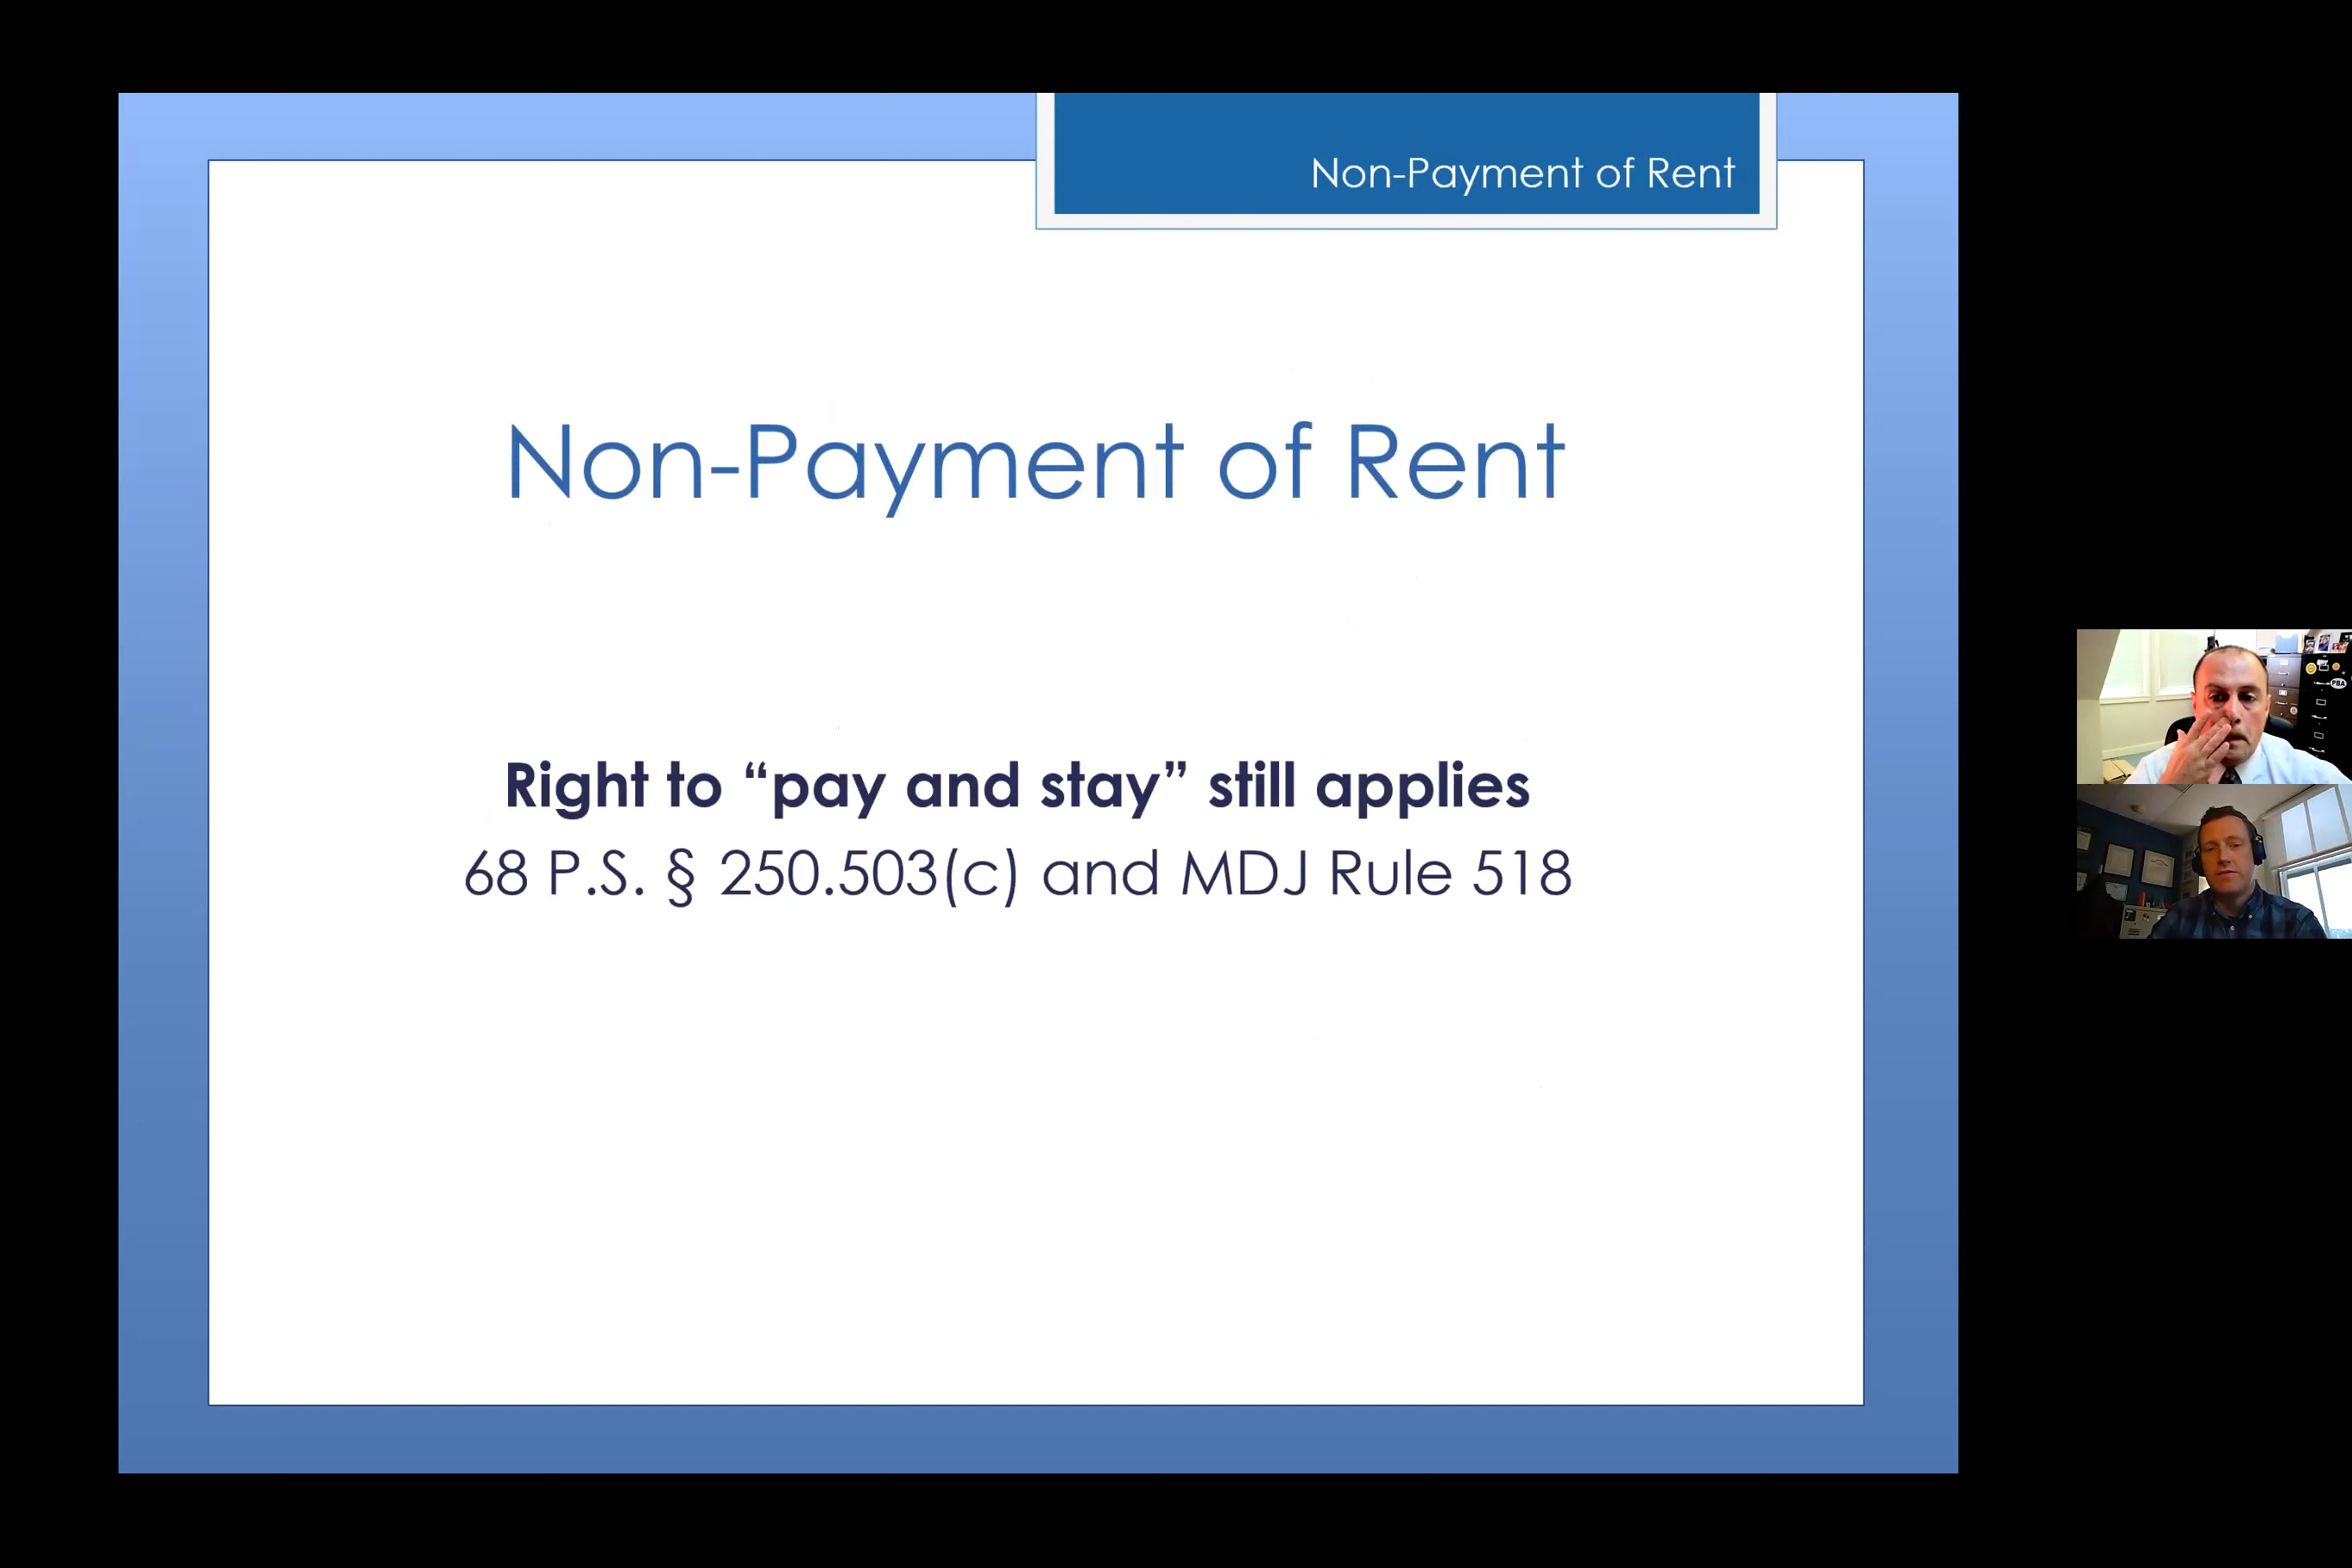 Non-Payment of Rent
Non-Payment of Rent
Right to “pay and stay” still applies
68 P.S. § 250.503(c) and MDJ Rule 518
PBA